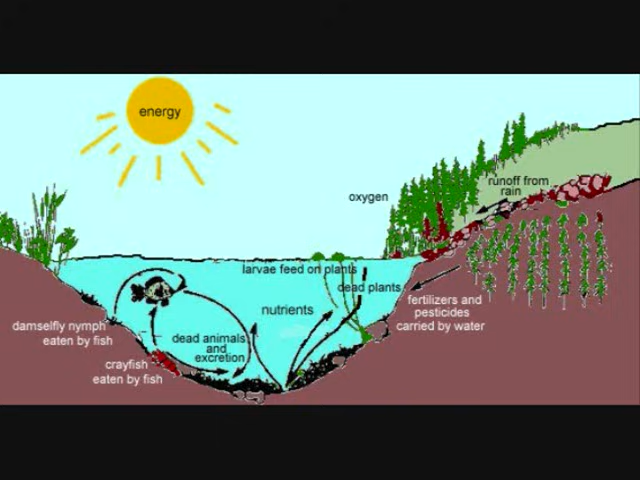 energy
oxygen
runoff from
rain
larvae feed on plants
dead plants
nutrients
fertilizers and
pesticides
carried by water
damselfly nymph
eaten by fish
dead animals
and
excretion
crayfish
eaten by fish